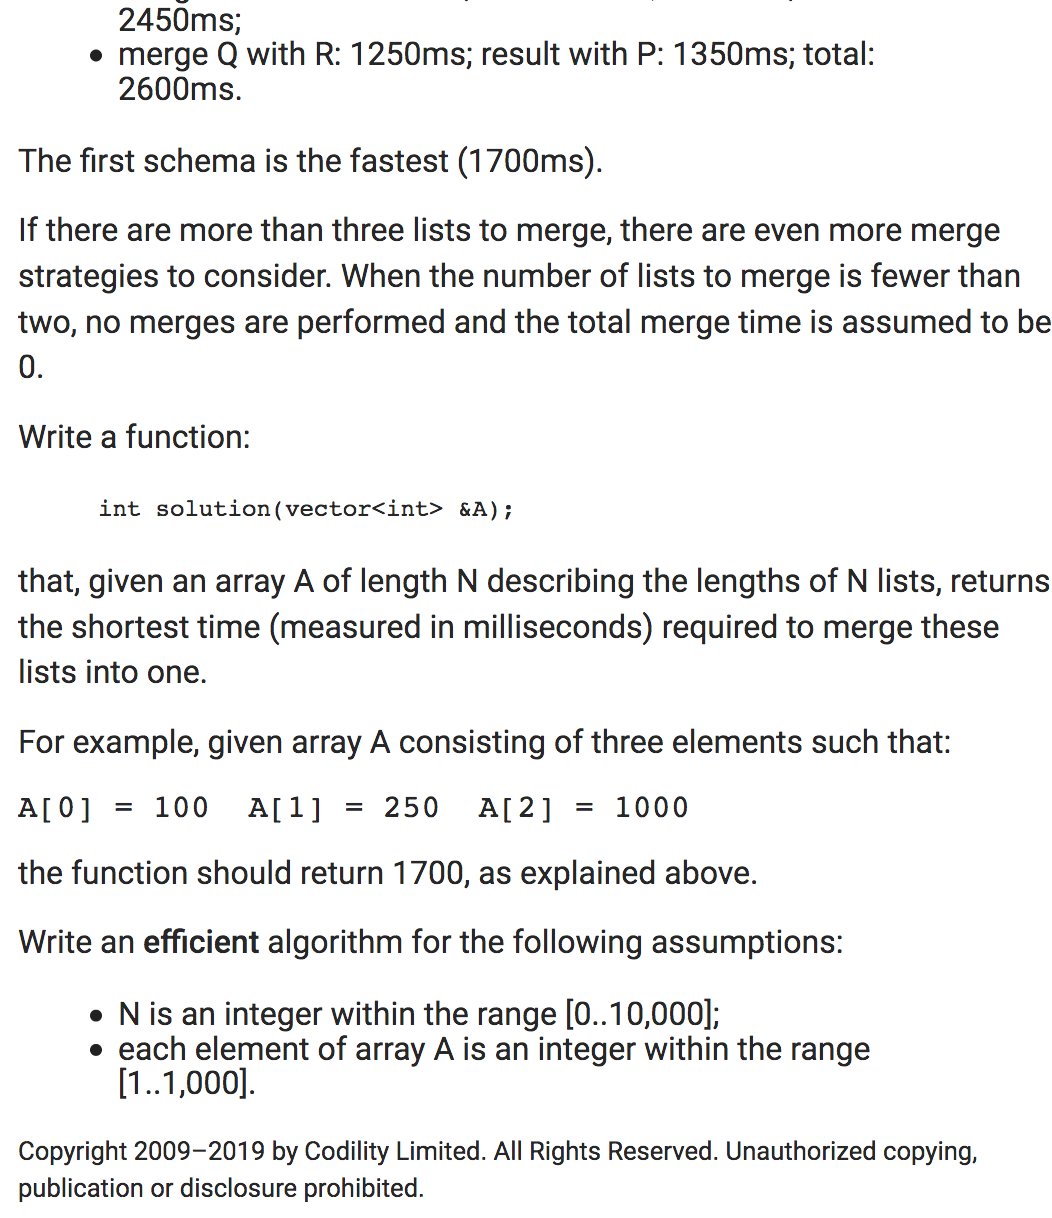 2450ms;
• merge Q with R: 1250ms; result with P: 1350ms; total:
2600ms.
The first schema is the fastest (1700ms).
If there are more than three lists to merge, there are even more merge
strategies to consider. When the number of lists to merge is fewer than
two, no merges are performed and the total merge time is assumed to be
0.
Write a function:
int solution(vector<int> &A);
that, given an array A of length N describing the lengths of N lists, returns
the shortest time (measured in milliseconds) required to merge these
lists into one.
For example, given array A consisting of three elements such that:
A[0] = 100  A[1] = 250  A[2] = 1000
the function should return 1700, as explained above.
Write an efficient algorithm for the following assumptions:
• N is an integer within the range [0..10,000];
• each element of array A is an integer within the range
[1..1,000].
Copyright 2009–2019 by Codility Limited. All Rights Reserved. Unauthorized copying,
publication or disclosure prohibited.